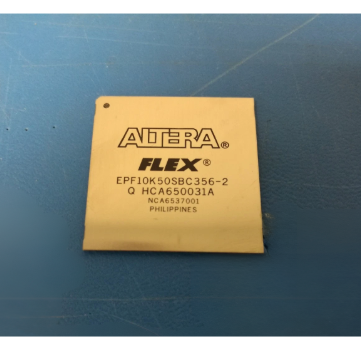 ALTERA®
FLEX®
EPF10K50SBC356-2
Q HCA650031A
NCA6537001
PHILIPPINES